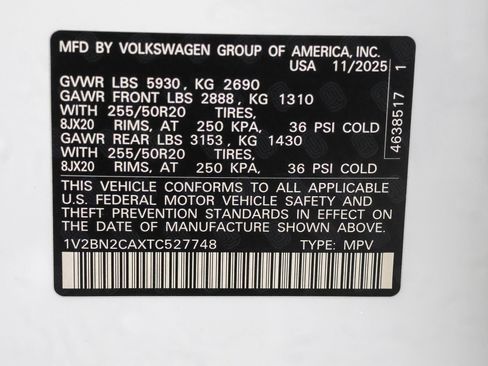 MFD BY VOLKSWAGEN GROUP OF AMERICA, INC.
USA 11/2025
GVWR LBS 5930, KG 2690
GAWR FRONT LBS 2888, KG 1310
WITH 255/50R20 TIRES,
8JX20 RIMS, AT 250 KPA, 36 PSI COLD
GAWR REAR LBS 3153, KG 1430
WITH 255/50R20 TIRES,
8JX20 RIMS, AT 250 KPA, 36 PSI COLD
THIS VEHICLE CONFORMS TO ALL APPLICABLE
U.S. FEDERAL MOTOR VEHICLE SAFETY AND
THEFT PREVENTION STANDARDS IN EFFECT ON
THE DATE OF MANUFACTURE SHOWN ABOVE
1V2BN2CAXTC527748 TYPE: MPV
4638517 1